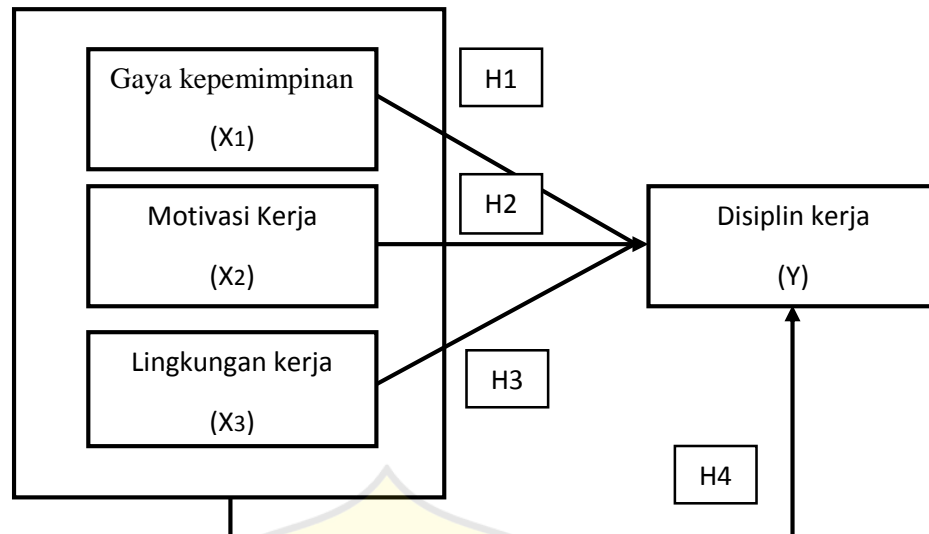 Gaya kepemimpinan
(X1)
H1
Motivasi Kerja
(X2)
H2
Disiplin kerja
(Y)
Lingkungan kerja
(X3)
H3
H4